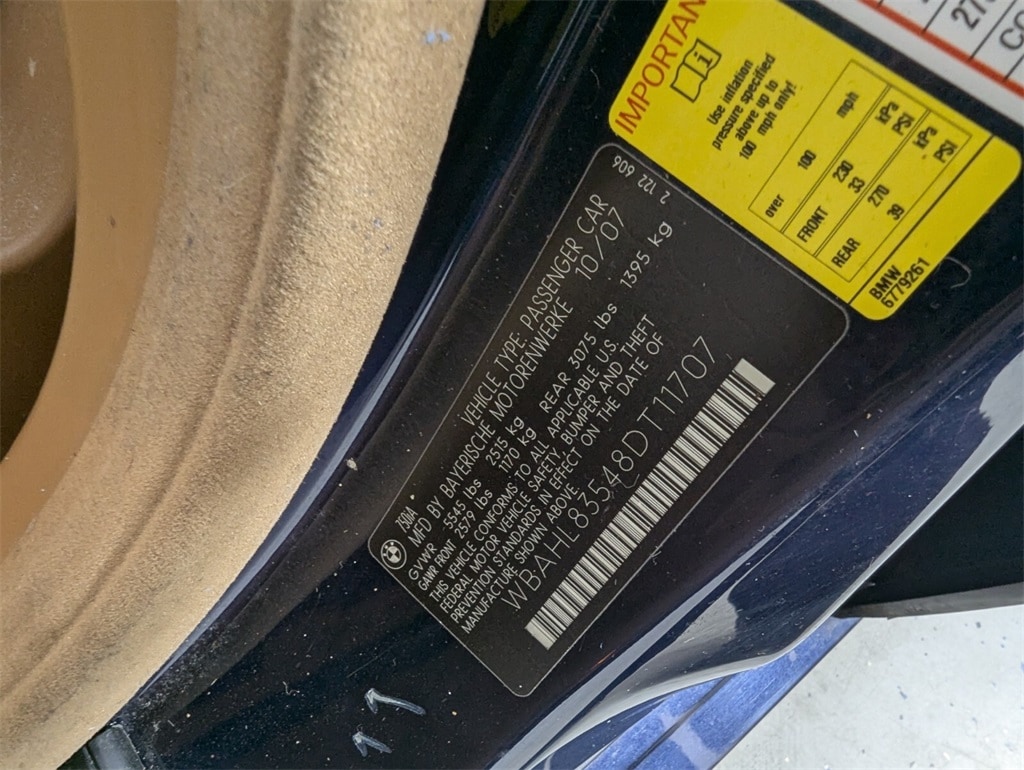 IMPORTAN
i
Use inflation
pressure specified
above up to
100 mph only!
over 100 mph
kPa
FRONT 230
PSI
33
kPa
REAR 270
PSI
39
BMW
6779261
2 122 606
VEHICLE TYPE: PASSENGER CAR
MFD BY BAYERISCHE MOTORENWERKE 10/07
GVWR 5545 lbs 2515 kg
GAWR FRONT 2579 lbs 1170 kg REAR 3075 lbs 1395 kg
THIS VEHICLE CONFORMS TO ALL APPLICABLE U.S.
FEDERAL MOTOR VEHICLE SAFETY, BUMPER AND THEFT
PREVENTION STANDARDS IN EFFECT ON THE DATE OF
MANUFACTURE SHOWN ABOVE.
WBAHL83548DT11707